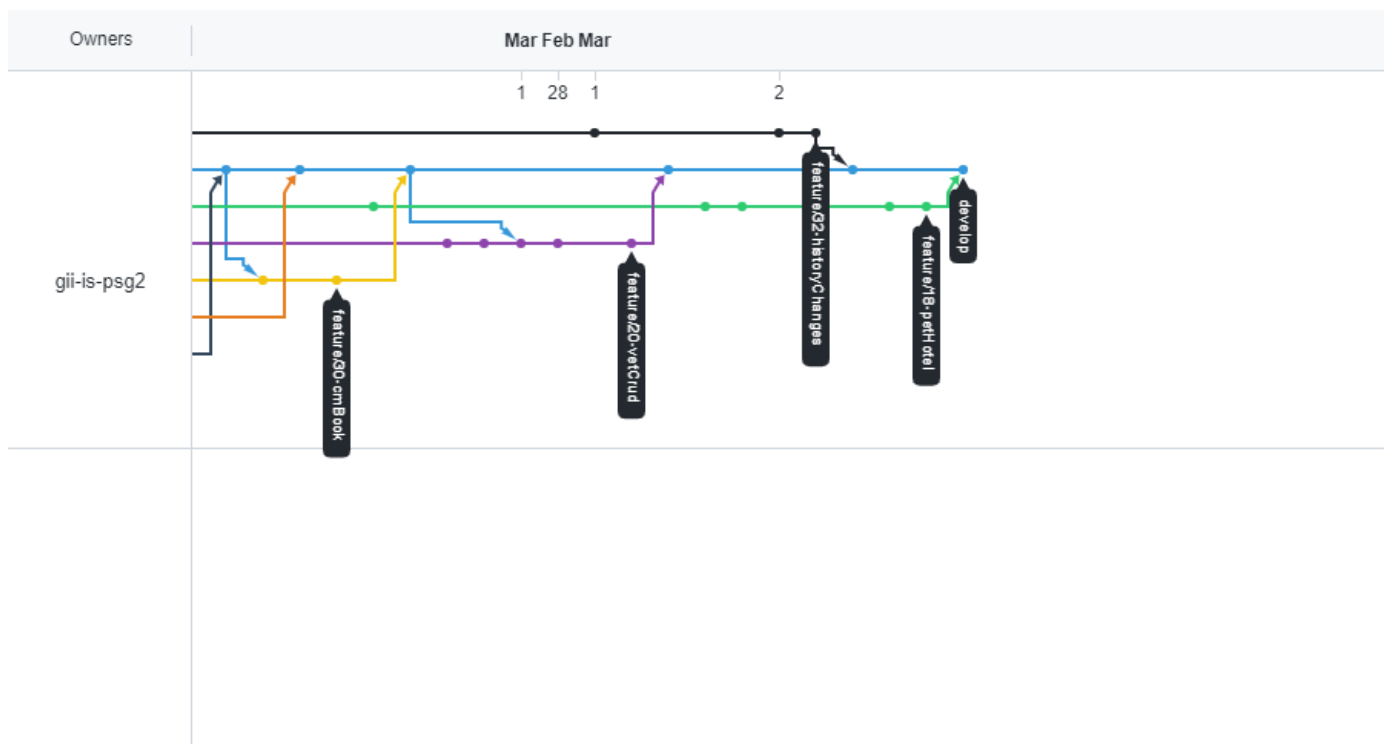 Owners
Mar Feb Mar
1 28 1 2
gii-is-psg2
feature/30-cmBook
feature/20-vetCrud
feature/32-historyChanges
feature/18-petHotel
develop